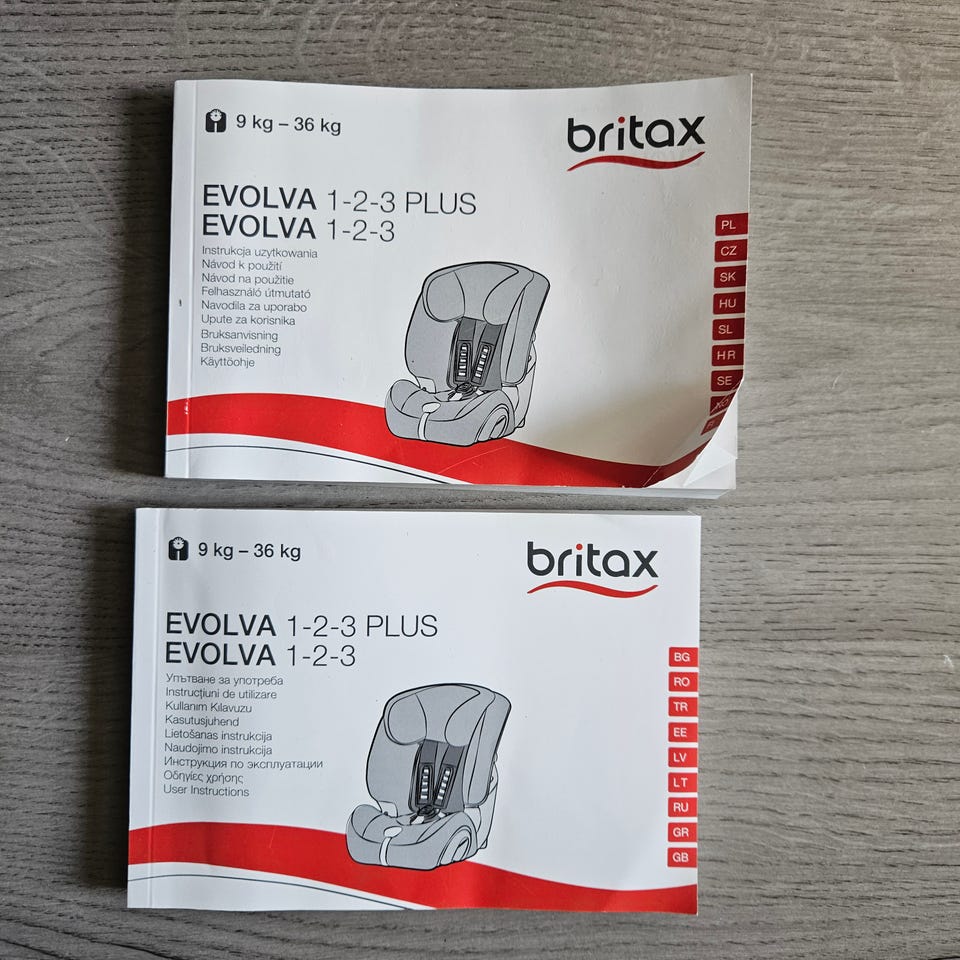 9 kg – 36 kg
britax
EVOLVA 1-2-3 PLUS
EVOLVA 1-2-3
Instrukcja uzytkowania
Návod k použití
Návod na použitie
Felhasználó útmutató
Navodila za uporabo
Upute za korisnika
Bruksanvisning
Bruksveiledning
Käyttöohje
PL
CZ
SK
HU
SL
HR
SE
9 kg – 36 kg
britax
EVOLVA 1-2-3 PLUS
EVOLVA 1-2-3
Упътване за употреба
Instrucţiuni de utilizare
Kullanım Kılavuzu
Kasutusjuhend
Lietošanas instrukcija
Naudojimo instrukcija
Инструкция по эксплуатации
Οδηγίες χρήσης
User Instructions
BG
RO
TR
EE
LV
LT
RU
GR
GB